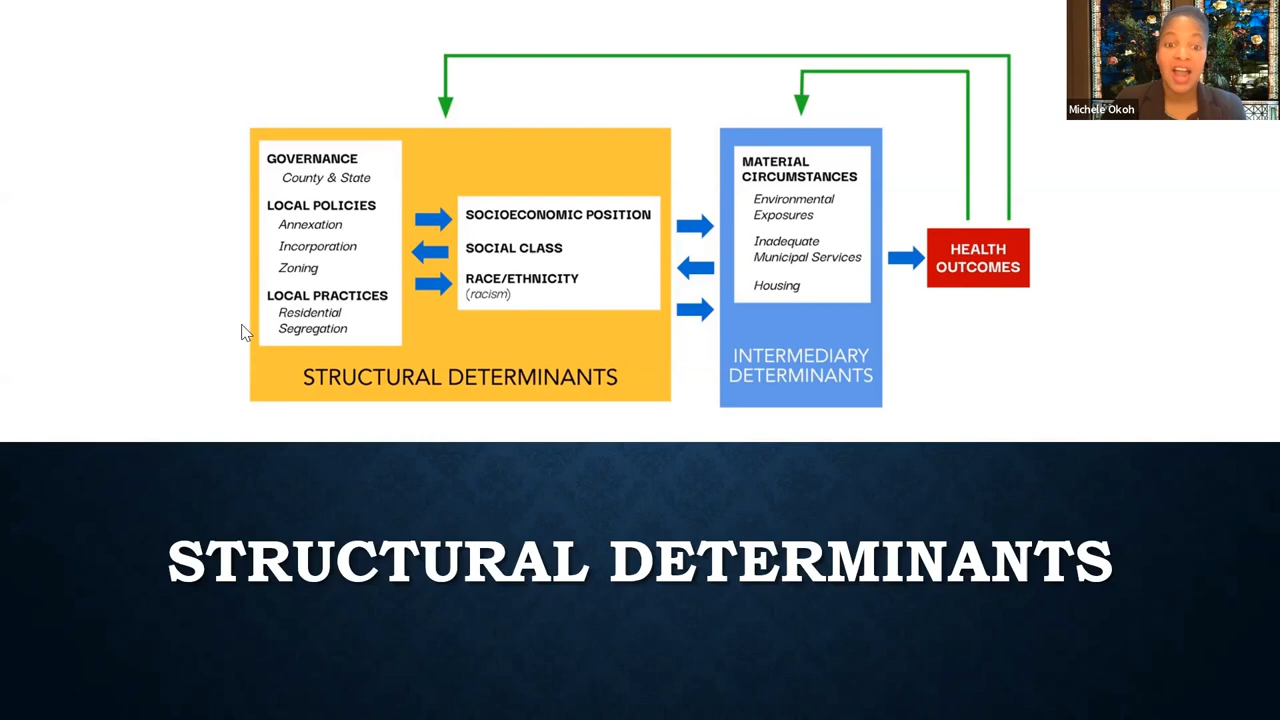 Michele Okoh
GOVERNANCE
County & State
LOCAL POLICIES
Annexation
Incorporation
Zoning
LOCAL PRACTICES
Residential
Segregation
SOCIOECONOMIC POSITION
SOCIAL CLASS
RACE/ETHNICITY
(racism)
STRUCTURAL DETERMINANTS
MATERIAL
CIRCUMSTANCES
Environmental
Exposures
Inadequate
Municipal Services
Housing
INTERMEDIARY
DETERMINANTS
HEALTH
OUTCOMES
STRUCTURAL DETERMINANTS